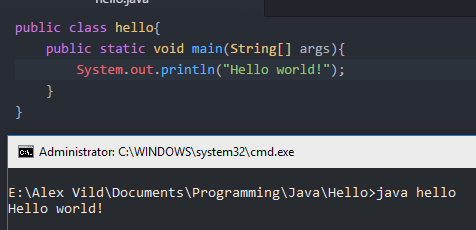 hello.java
public class hello{
    public static void main(String[] args){
        System.out.println("Hello world!");
    }
}
Administrator: C:\WINDOWS\system32\cmd.exe
E:\Alex Vild\Documents\Programming\Java\Hello>java hello
Hello world!